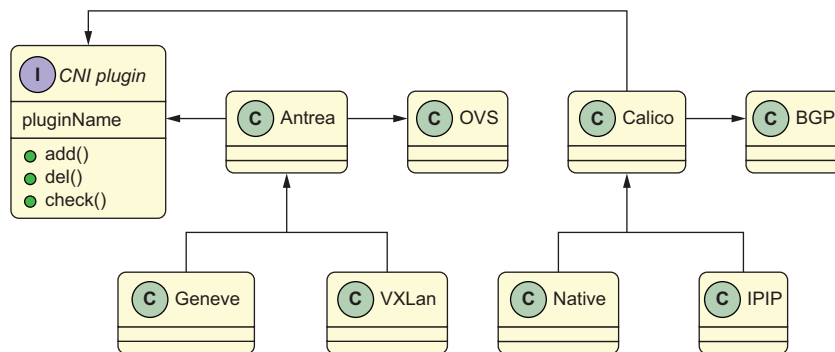 I CNI plugin
pluginName
add()
del()
check()
C Antrea
C OVS
C Calico
C BGP
C Geneve
C VXLan
C Native
C IPIP